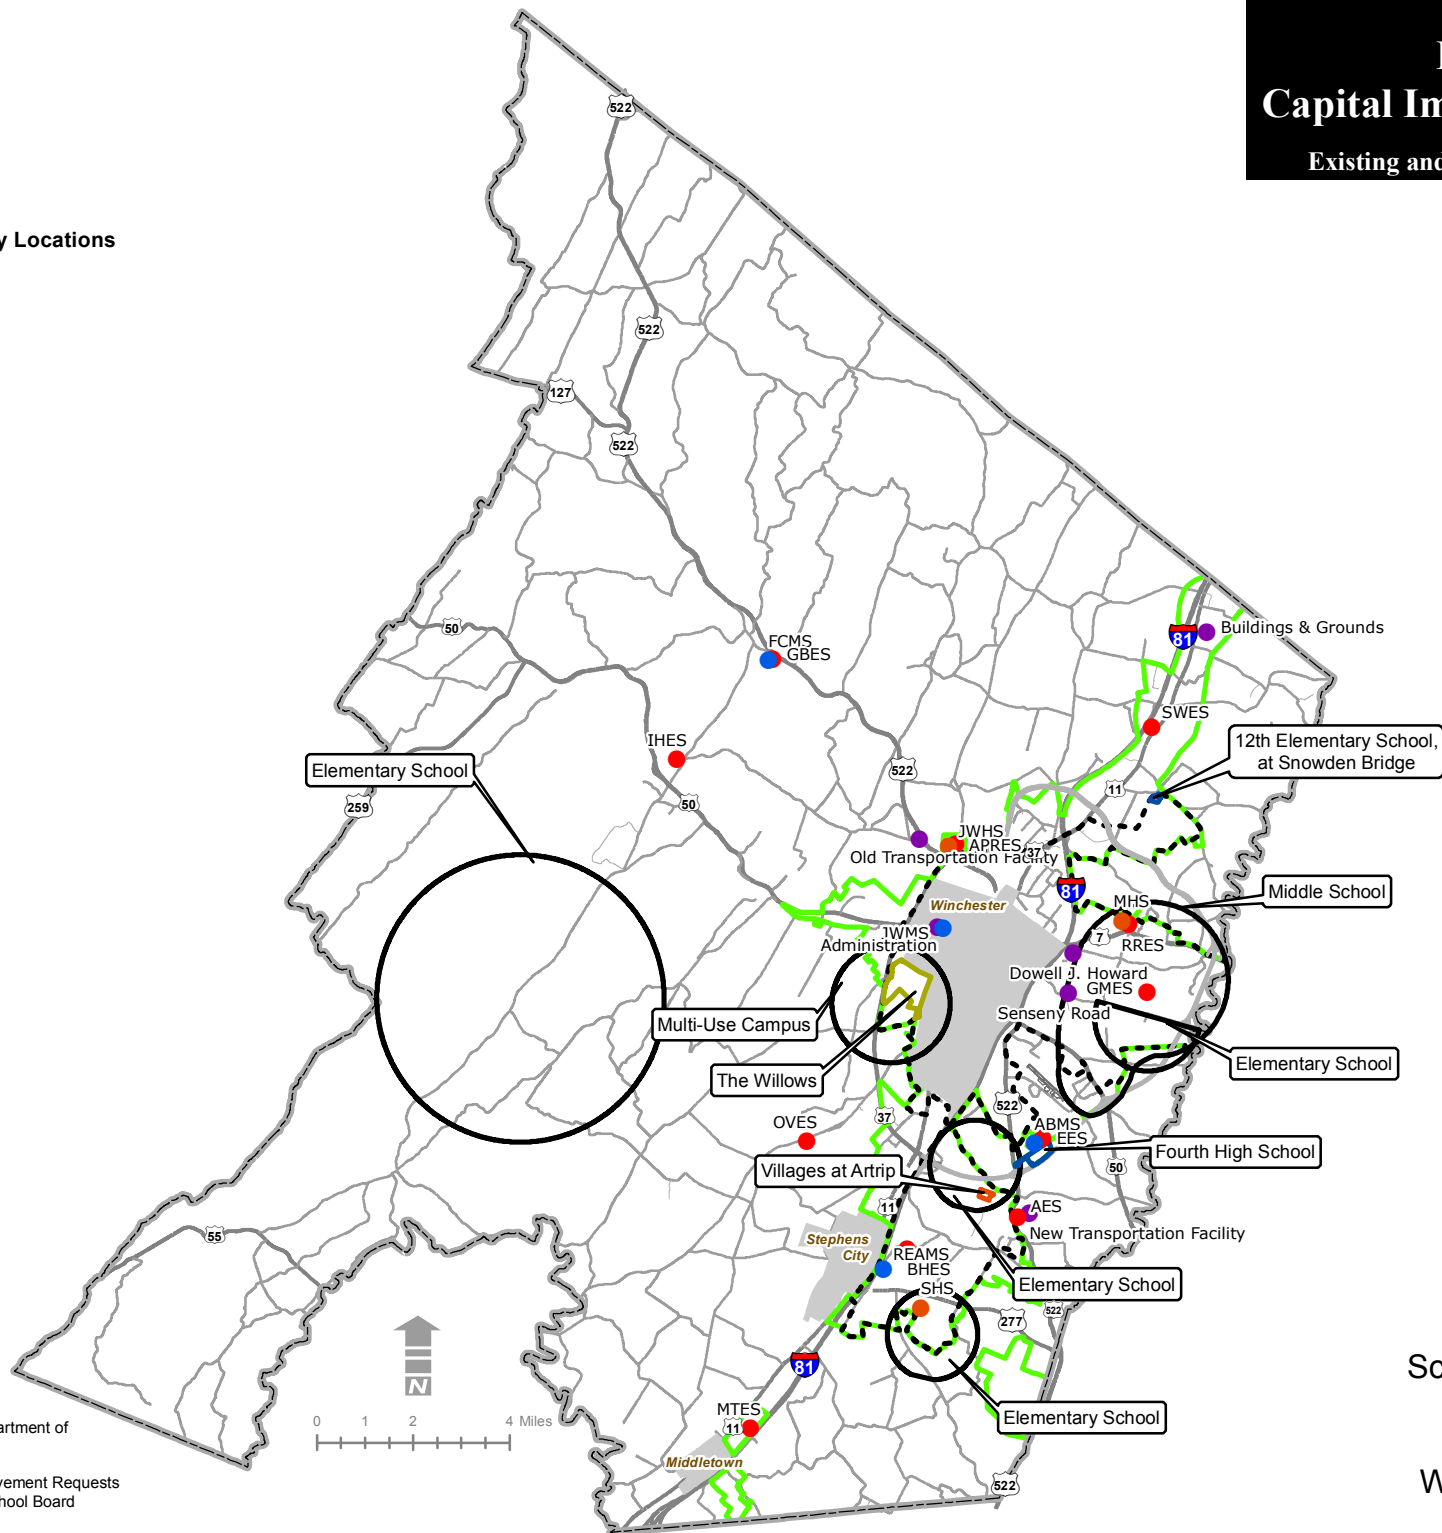 Capital Im
Existing and
y Locations
522
522
127
522
50
81
Buildings & Grounds
FCMS
GBES
SWES
IHES
12th Elementary School,
at Snowden Bridge
Elementary School
522
11
50
259
JWHS
APRES
37
Old Transportation Facility
81
Middle School
MHS
Winchester
7
RRES
JWMS
Administration
Dowell J. Howard
GMES
Senseny Road
Multi-Use Campus
Elementary School
The Willows
522
37
OVES
ABMS
EES
Fourth High School
50
Villages at Artrip
11
AES
New Transportation Facility
55
Stephens
City
REAMS
BHES
Elementary School
SHS
522
277
81
N
MTES
11
Elementary School
0 1 2 4 Miles
artment of
Middletown
vement Requests
hool Board
522
Sc
W